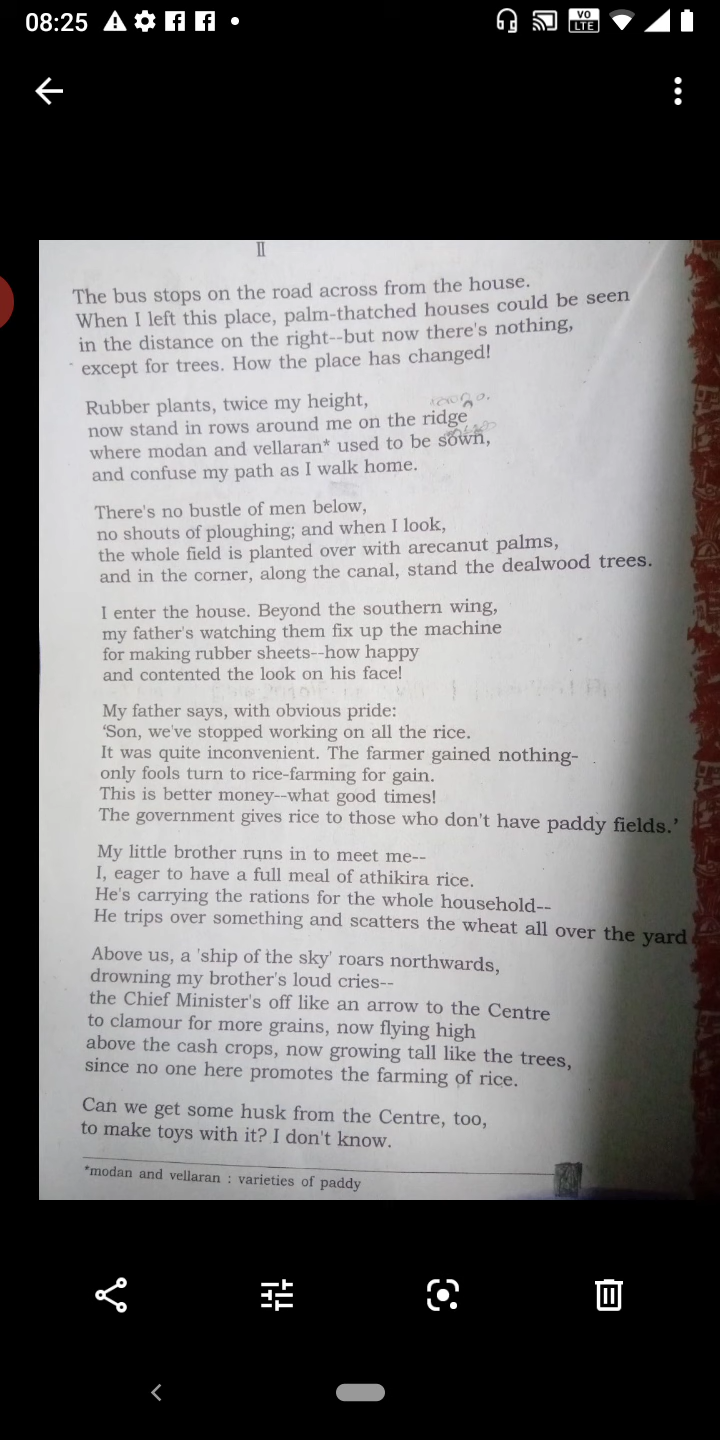 08:25
VO
LTE
II
The bus stops on the road across from the house.
When I left this place, palm-thatched houses could be seen
in the distance on the right--but now there's nothing,
except for trees. How the place has changed!
Rubber plants, twice my height,
now stand in rows around me on the ridge
where modan and vellaran* used to be sown,
and confuse my path as I walk home.
There's no bustle of men below,
no shouts of ploughing; and when I look,
the whole field is planted over with arecanut palms,
and in the corner, along the canal, stand the dealwood trees.
I enter the house. Beyond the southern wing,
my father's watching them fix up the machine
for making rubber sheets--how happy
and contented the look on his face!
My father says, with obvious pride:
'Son, we've stopped working on all the rice.
It was quite inconvenient. The farmer gained nothing-
only fools turn to rice-farming for gain.
This is better money--what good times!
The government gives rice to those who don't have paddy fields.'
My little brother runs in to meet me--
I, eager to have a full meal of athikira rice.
He's carrying the rations for the whole household--
He trips over something and scatters the wheat all over the yard
Above us, a 'ship of the sky' roars northwards,
drowning my brother's loud cries--
the Chief Minister's off like an arrow to the Centre
to clamour for more grains, now flying high
above the cash crops, now growing tall like the trees,
since no one here promotes the farming of rice.
Can we get some husk from the Centre, too,
to make toys with it? I don't know.
*modan and vellaran : varieties of paddy